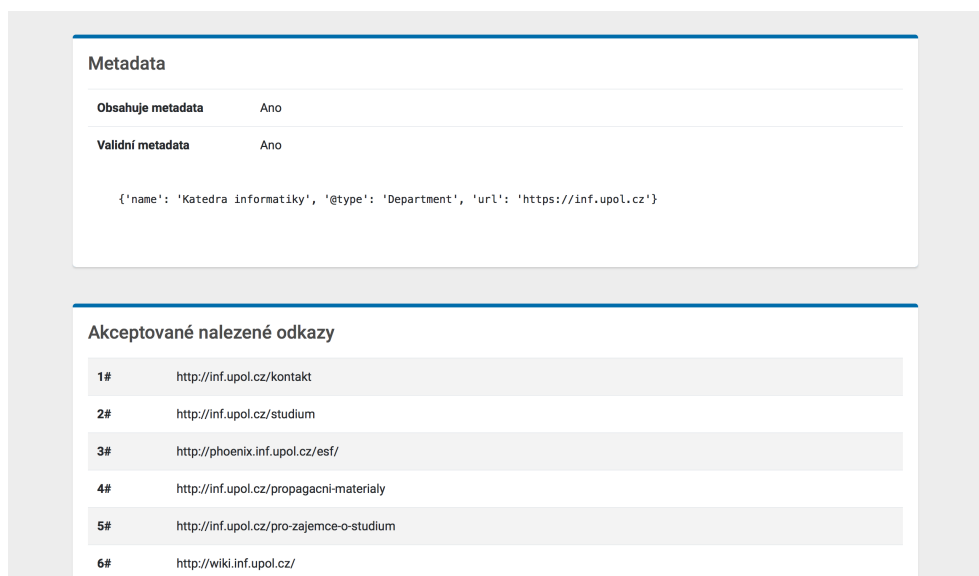 Metadata
Obsahuje metadata Ano
Validní metadata Ano
{'name': 'Katedra informatiky', '@type': 'Department', 'url': 'https://inf.upol.cz'}
Akceptované nalezené odkazy
1# http://inf.upol.cz/kontakt
2# http://inf.upol.cz/studium
3# http://phoenix.inf.upol.cz/esf/
4# http://inf.upol.cz/propagacni-materialy
5# http://inf.upol.cz/pro-zajemce-o-studium
6# http://wiki.inf.upol.cz/